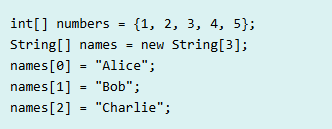 int[] numbers = {1, 2, 3, 4, 5};
String[] names = new String[3];
names[0] = "Alice";
names[1] = "Bob";
names[2] = "Charlie";